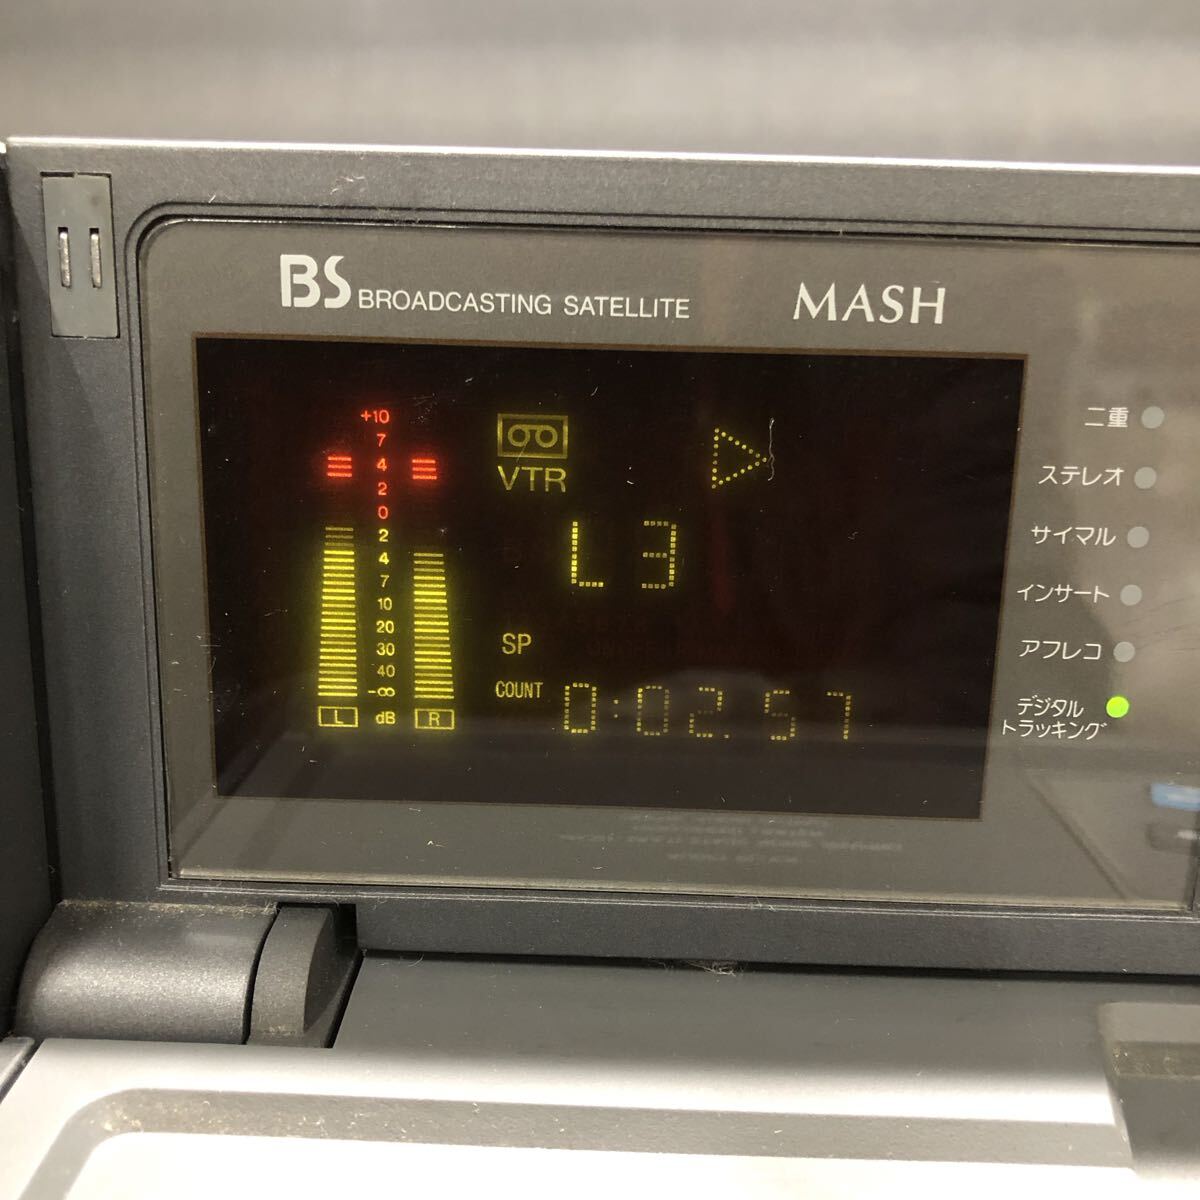 BS BROADCASTING SATELLITE
MASH
+10
7
4
2
0
2
4
7
10
20
30
40
-∞
L dB R
VTR
L 3
SP
COUNT 0:02.57
二重
ステレオ
サイマル
インサート
アフレコ
デジタル
トラッキング